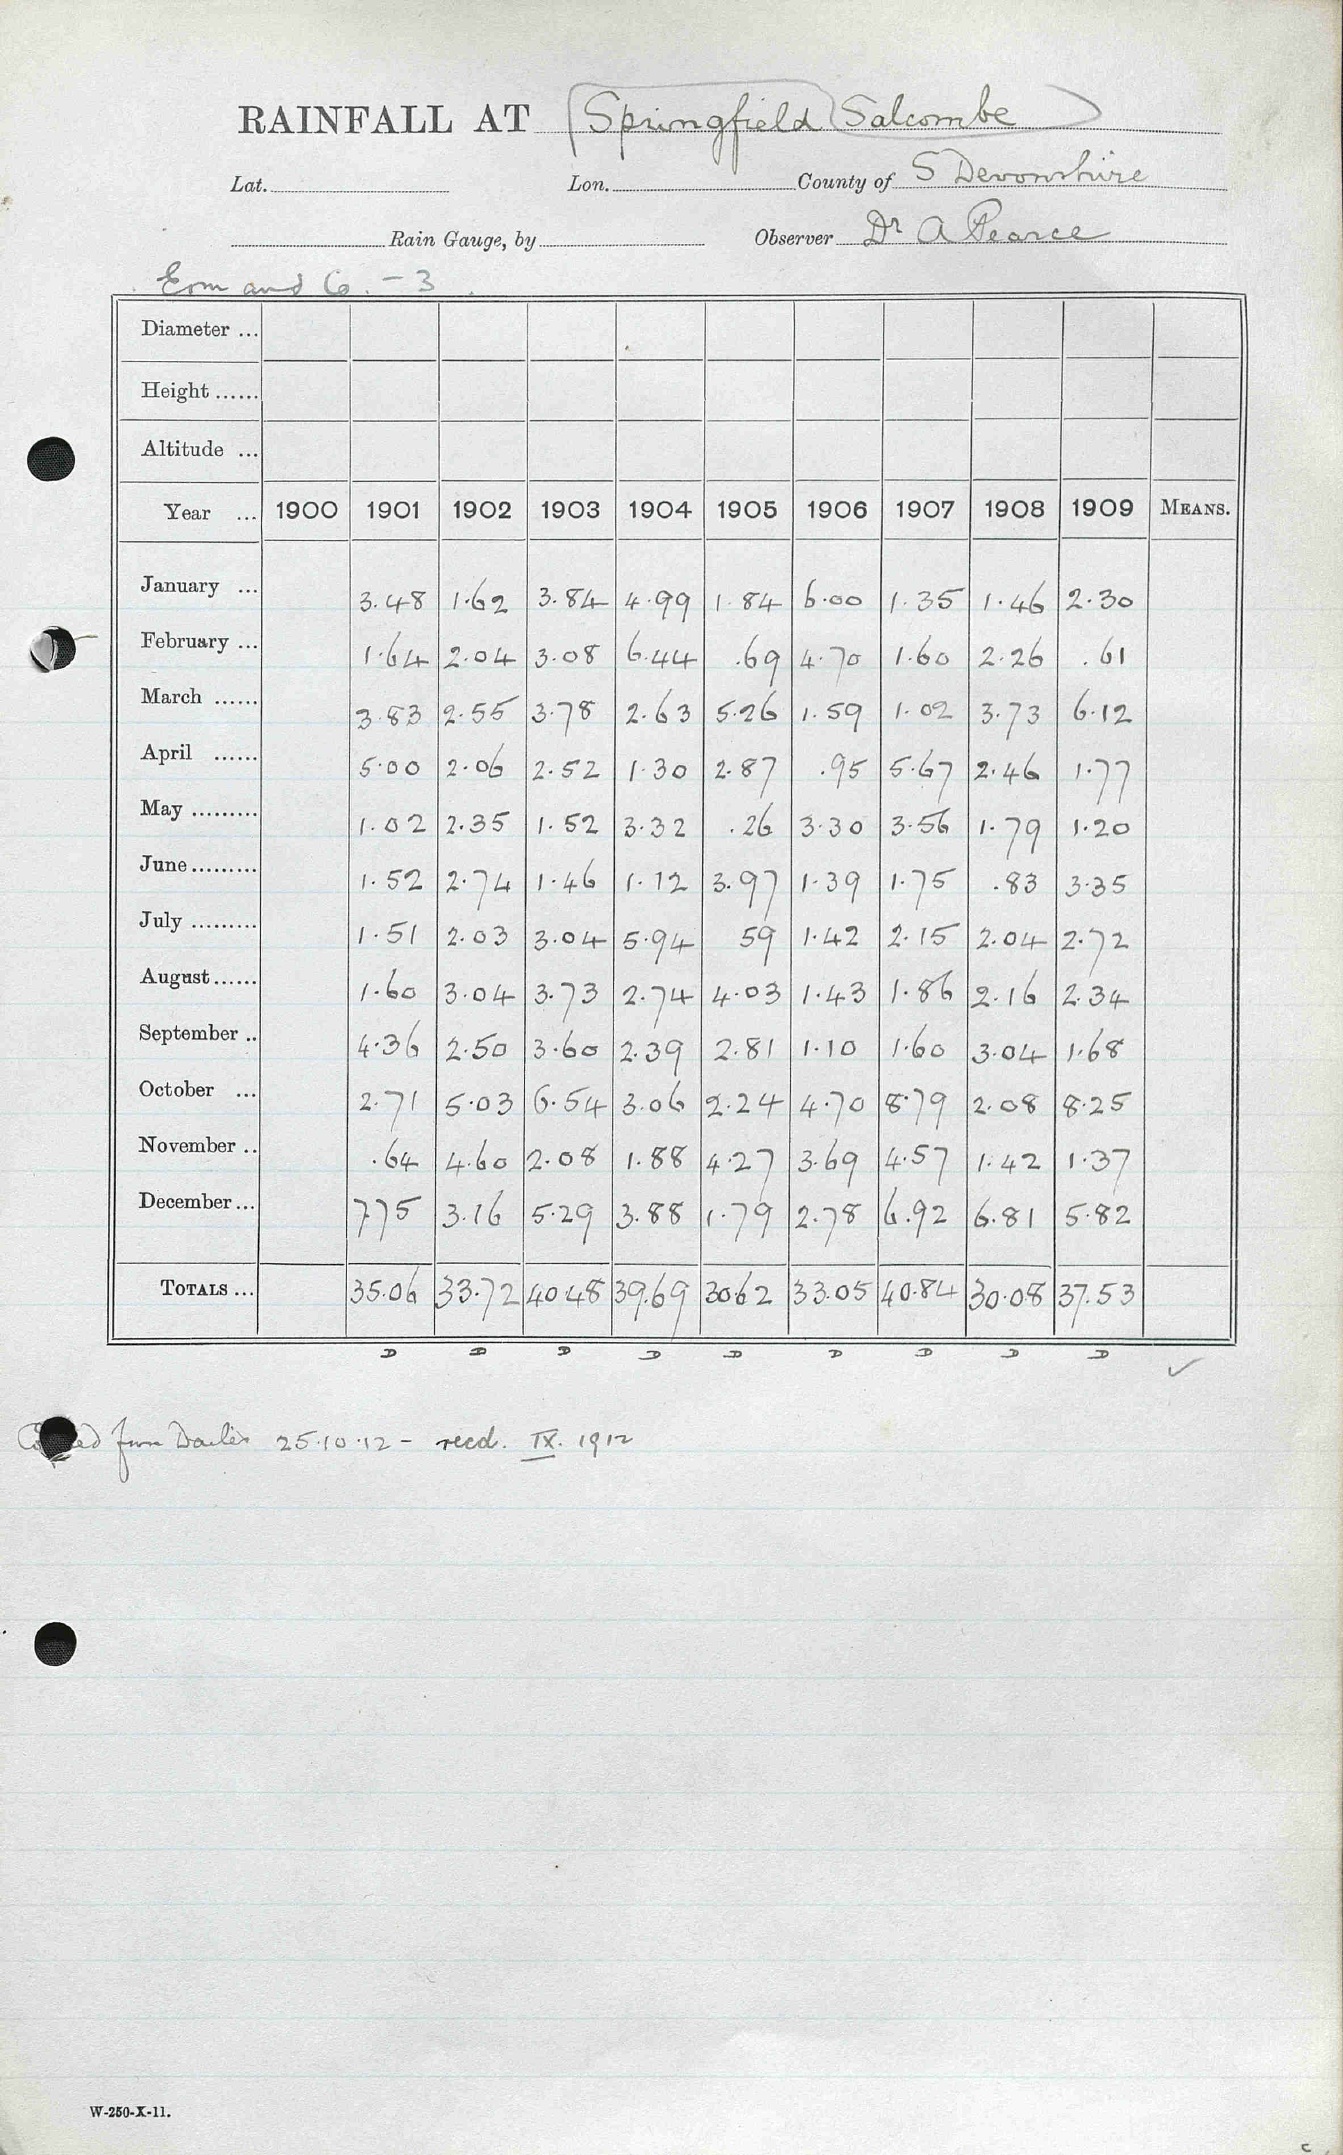 RAINFALL AT Springfield Salcombe
Lat. Lon. County of S Devonshire
Rain Gauge, by Observer Dr A Pearce
Erm and Co. - 3.
Diameter ...
Height ......
Altitude ...
Year ... 1900 1901 1902 1903 1904 1905 1906 1907 1908 1909 MEANS.
January ... 3.48 1.62 3.84 4.99 1.84 6.00 1.35 1.46 2.30
February ... 1.64 2.04 3.08 6.44 .69 4.70 1.60 2.26 .61
March ...... 3.83 2.55 3.78 2.63 5.26 1.59 1.02 3.73 6.12
April ...... 5.00 2.06 2.52 1.30 2.87 .95 5.67 2.46 1.77
May ......... 1.02 2.35 1.52 3.32 .26 3.30 3.56 1.79 1.20
June ......... 1.52 2.74 1.46 1.12 3.97 1.39 1.75 .83 3.35
July ......... 1.51 2.03 3.04 5.94 59 1.42 2.15 2.04 2.72
August ...... 1.60 3.04 3.73 2.74 4.03 1.43 1.86 2.16 2.34
September .. 4.36 2.50 3.60 2.39 2.81 1.10 1.60 3.04 1.68
October ... 2.71 5.03 6.54 3.06 2.24 4.70 8.79 2.08 8.25
November .. .64 4.60 2.08 1.88 4.27 3.69 4.57 1.42 1.37
December ... 7.75 3.16 5.29 3.88 1.79 2.78 6.92 6.81 5.82
TOTALS ... 35.06 33.72 40 48 39.69 30 62 33.05 40.84 30.08 37.53
D D D D D D D D D
from Dailies 25.10.12 - recd. IX. 1912
W-250-X-11.
C